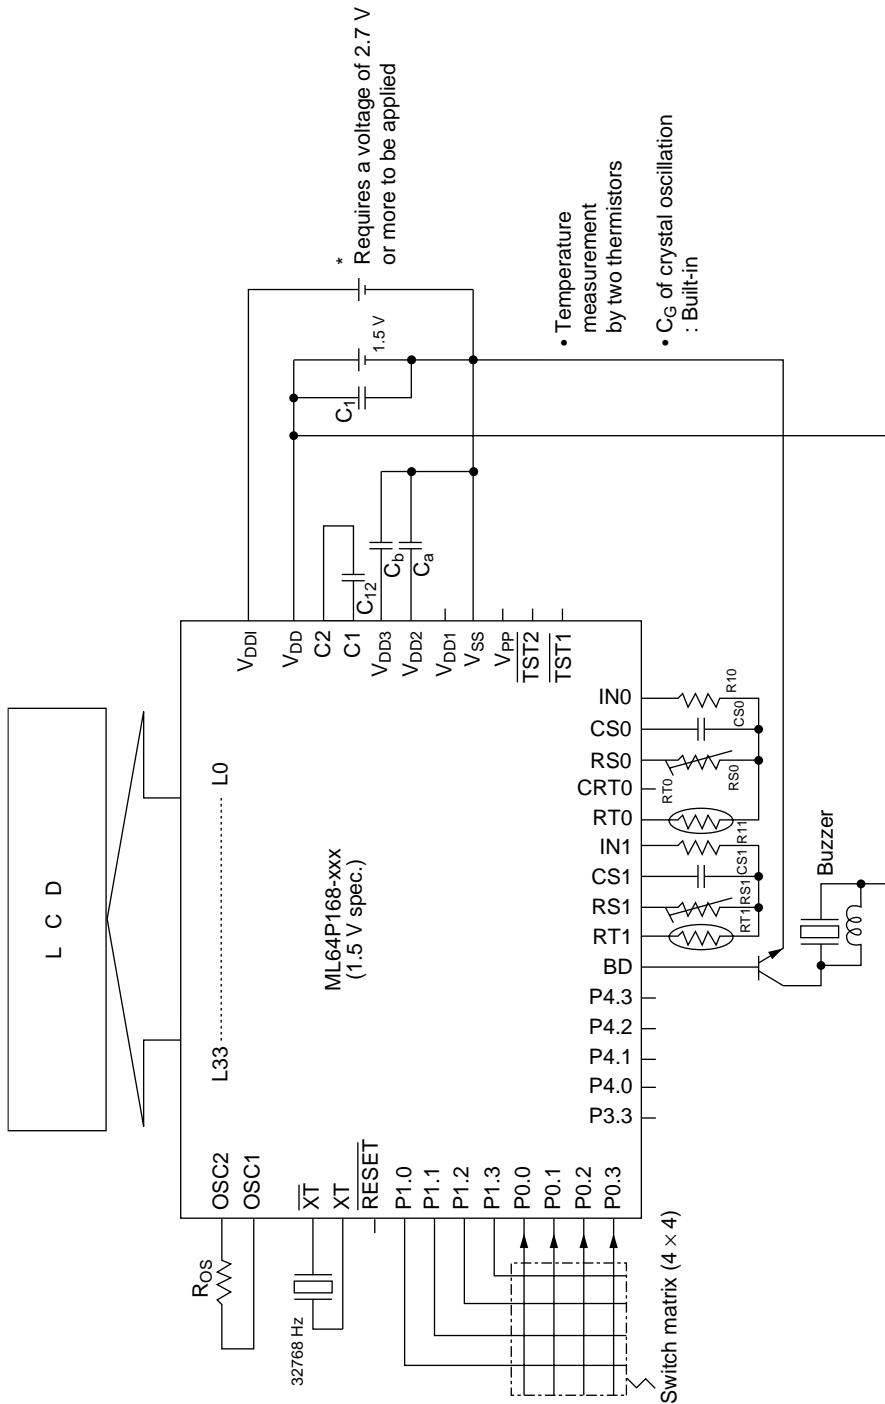 LCD
L33
L0
ML64P168-xxx
(1.5 V spec.)
OSC2
OSC1
XT
XT
RESET
P1.0
P1.1
P1.2
P1.3
P0.0
P0.1
P0.2
P0.3
ROS
32768 Hz
Switch matrix (4 × 4)
P3.3
P4.0
P4.1
P4.2
P4.3
BD
RT1
RS1
CS1
IN1
RT0
CRT0
RS0
CS0
IN0
RT1
RS1
CS1
R11
RT0
RS0
CS0
R10
Buzzer
VDDI
VDD
C2
C1
VDD3
VDD2
VDD1
VSS
VPP
TST2
TST1
C12
Cb
Ca
C1
1.5 V
*
Requires a voltage of 2.7 V
or more to be applied
• Temperature
measurement
by two thermistors
• CG of crystal oscillation
: Built-in